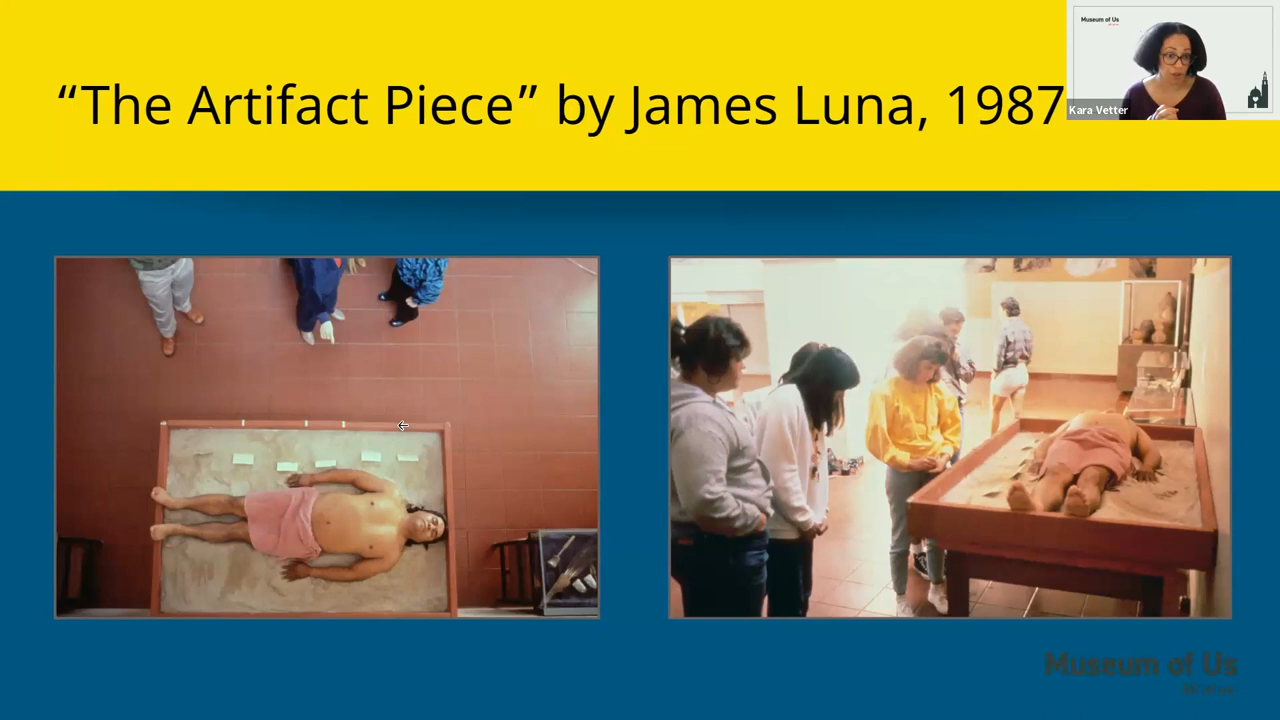 “The Artifact Piece” by James Luna, 1987
Museum of Us
Kara Vetter
Museum of Us